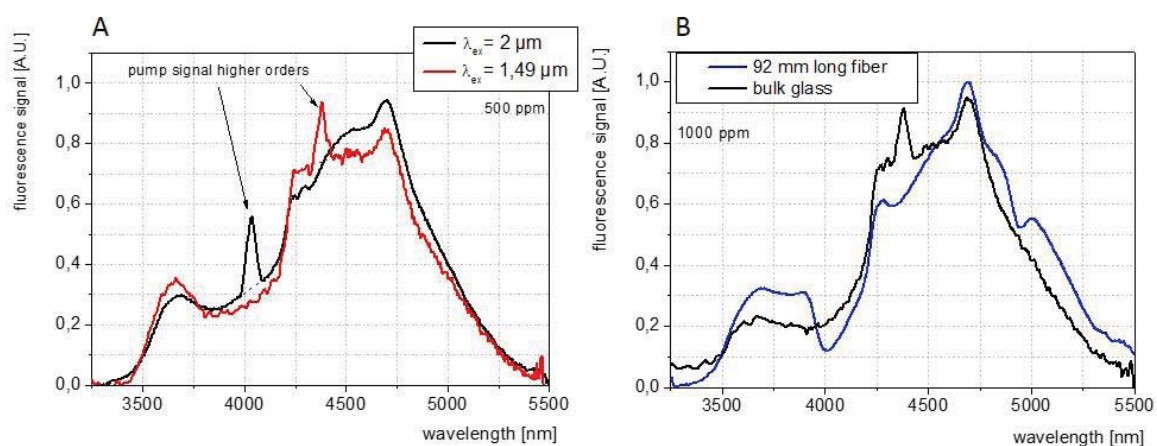 A
fluorescence signal [A.U.]
1,0
0,8
0,6
0,4
0,2
0,0
pump signal higher orders
λex= 2 µm
λex= 1,49 µm
500 ppm
3500 4000 4500 5000 5500
wavelength [nm]
B
fluorescence signal [A.U.]
1,0
0,8
0,6
0,4
0,2
0,0
92 mm long fiber
bulk glass
1000 ppm
3500 4000 4500 5000 5500
wavelength [nm]